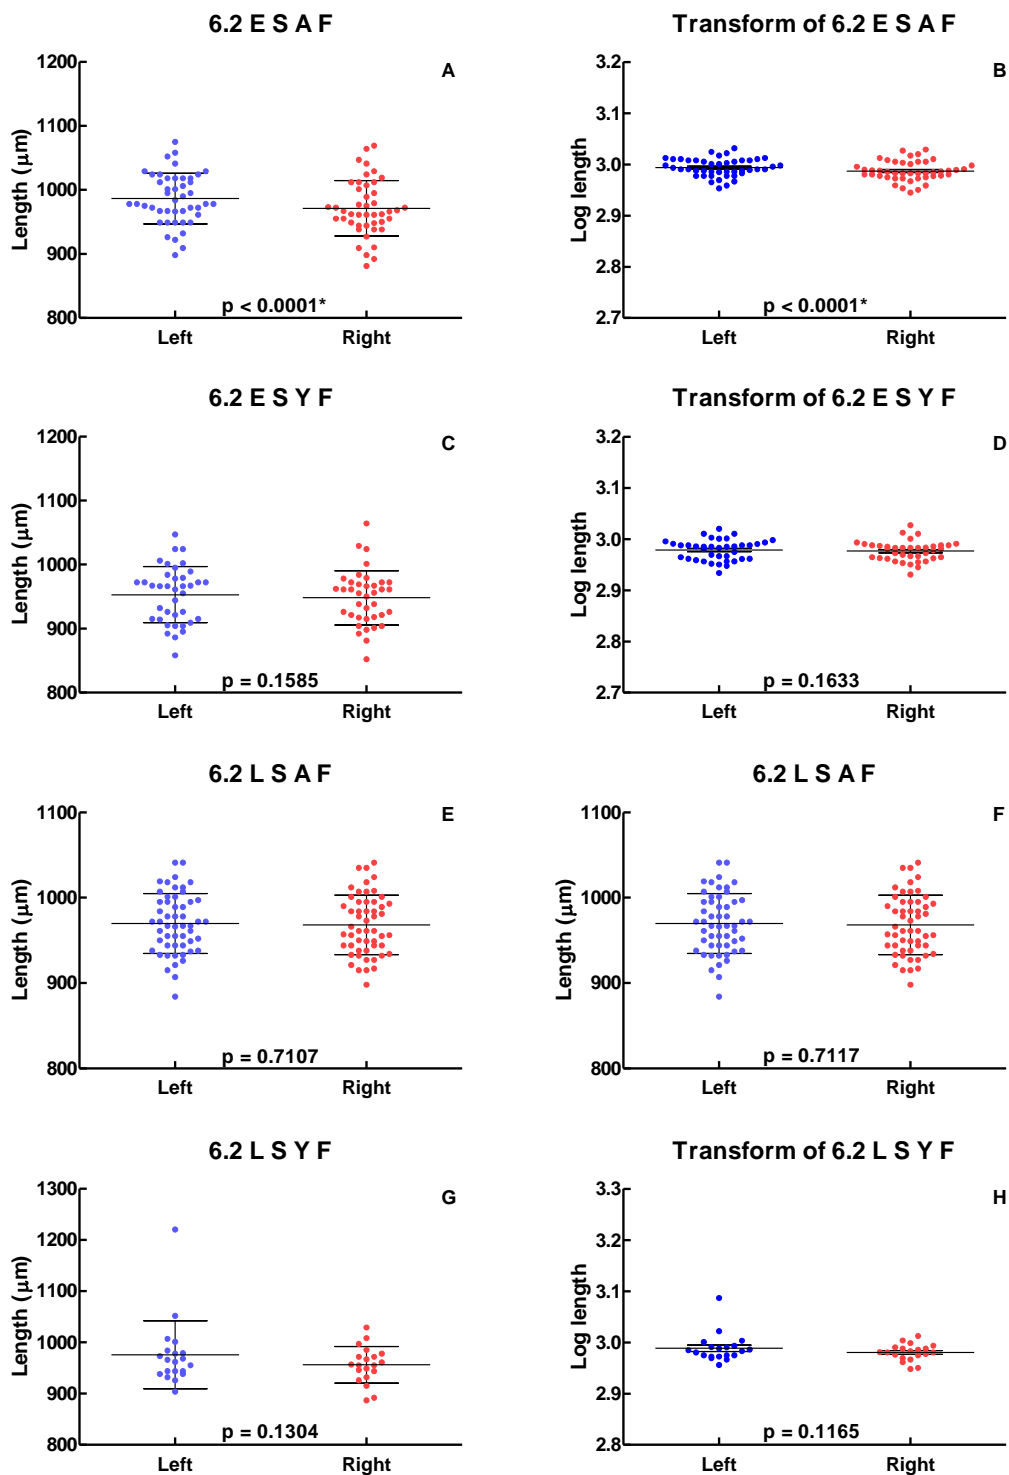 6.2 E S A F
A
1200
1100
1000
900
800
Length (μm)
p < 0.0001*
Left
Right
Transform of 6.2 E S A F
B
3.2
3.1
3.0
2.9
2.8
2.7
Log length
p < 0.0001*
Left
Right
6.2 E S Y F
C
1200
1100
1000
900
800
Length (μm)
p = 0.1585
Left
Right
Transform of 6.2 E S Y F
D
3.2
3.1
3.0
2.9
2.8
2.7
Log length
p = 0.1633
Left
Right
6.2 L S A F
E
1100
1000
900
800
Length (μm)
p = 0.7107
Left
Right
6.2 L S A F
F
1100
1000
900
800
Length (μm)
p = 0.7117
Left
Right
6.2 L S Y F
G
1300
1200
1100
1000
900
800
Length (μm)
p = 0.1304
Left
Right
Transform of 6.2 L S Y F
H
3.3
3.2
3.1
3.0
2.9
2.8
Log length
p = 0.1165
Left
Right